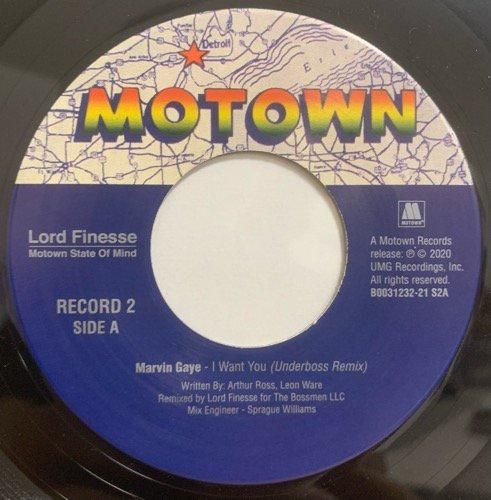 Detroit
Erie
MOTOWN
Lord Finesse
Motown State Of Mind
MOTOWN
A Motown Records
release: ℗ © 2020
UMG Recordings, Inc.
All rights reserved.
B0031232-21 S2A
RECORD 2
SIDE A
Marvin Gaye - I Want You (Underboss Remix)
Written By: Arthur Ross, Leon Ware
Remixed by Lord Finesse for The Bossmen LLC
Mix Engineer - Sprague Williams